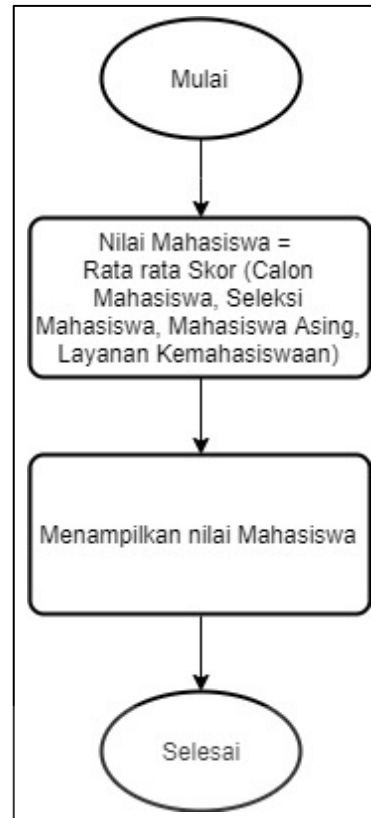 Mulai
Nilai Mahasiswa =
Rata rata Skor (Calon
Mahasiswa, Seleksi
Mahasiswa, Mahasiswa Asing,
Layanan Kemahasiswaan)
Menampilkan nilai Mahasiswa
Selesai